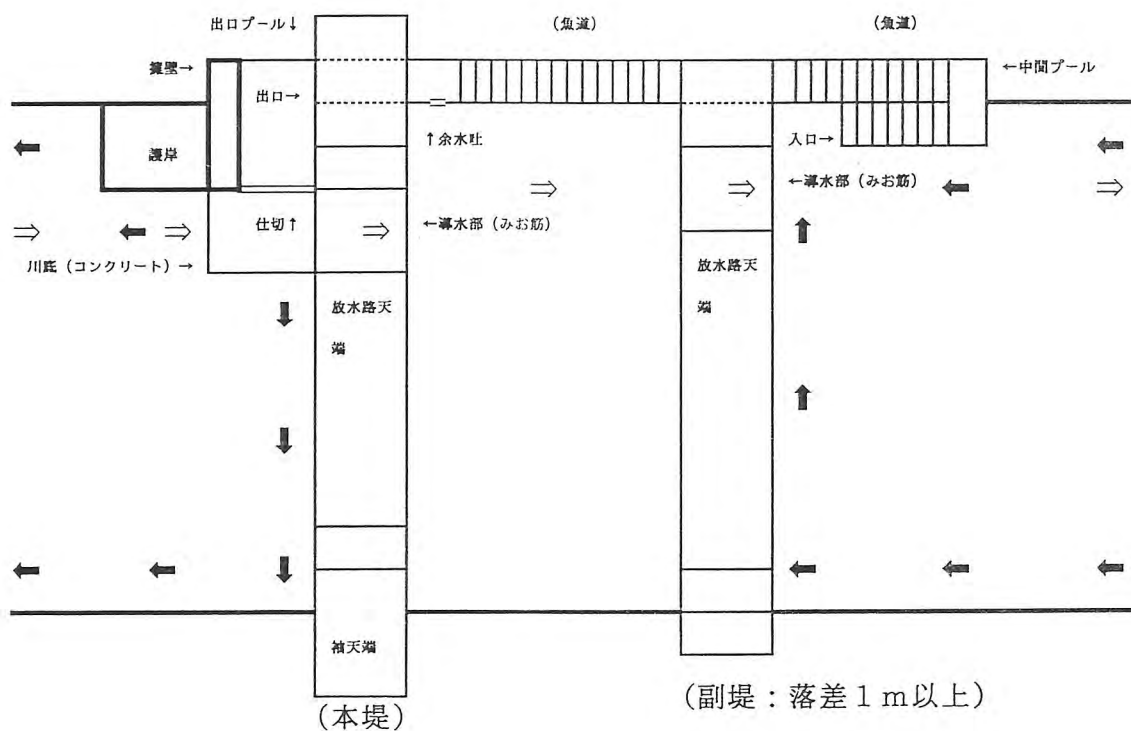 出口プール↓
(魚道)
(魚道)
擁壁→
←中間プール
出口→
護岸
↑余水吐
入口→
←導水部（みお筋）
仕切↑
←導水部（みお筋）
川底（コンクリート）→
放水路天
端
放水路天
端
袖天端
(本堤)
(副堤：落差１ｍ以上)